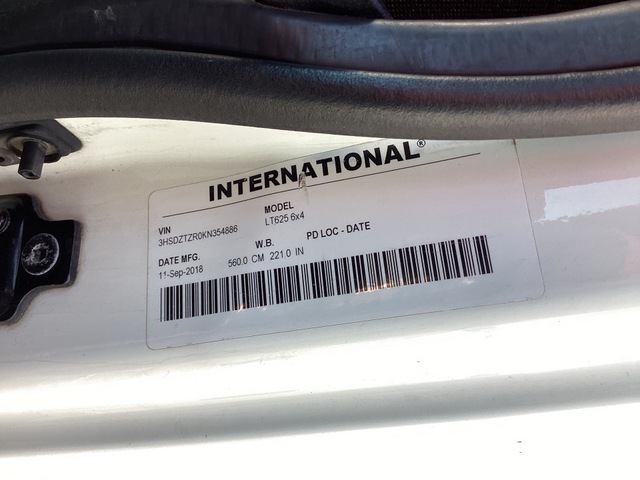 INTERNATIONAL®
VIN MODEL
3HSDZTZR0KN354886 LT625 6x4
DATE MFG. W.B. PD LOC - DATE
11-Sep-2018 560.0 CM 221.0 IN